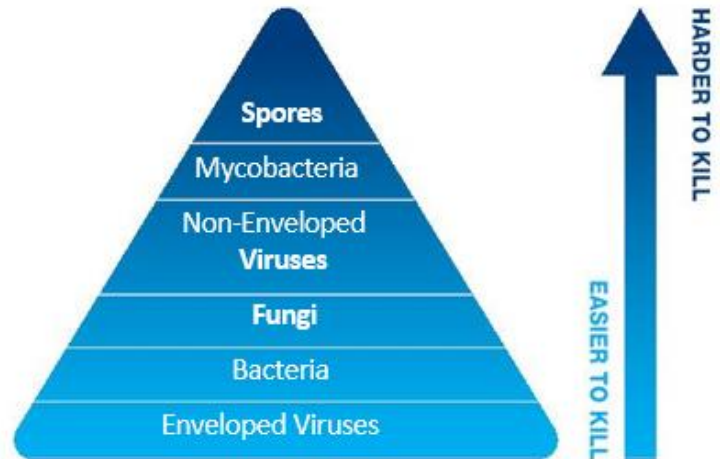 Spores
Mycobacteria
Non-Enveloped
Viruses
Fungi
Bacteria
Enveloped Viruses
HARDER TO KILL
EASIER TO KILL